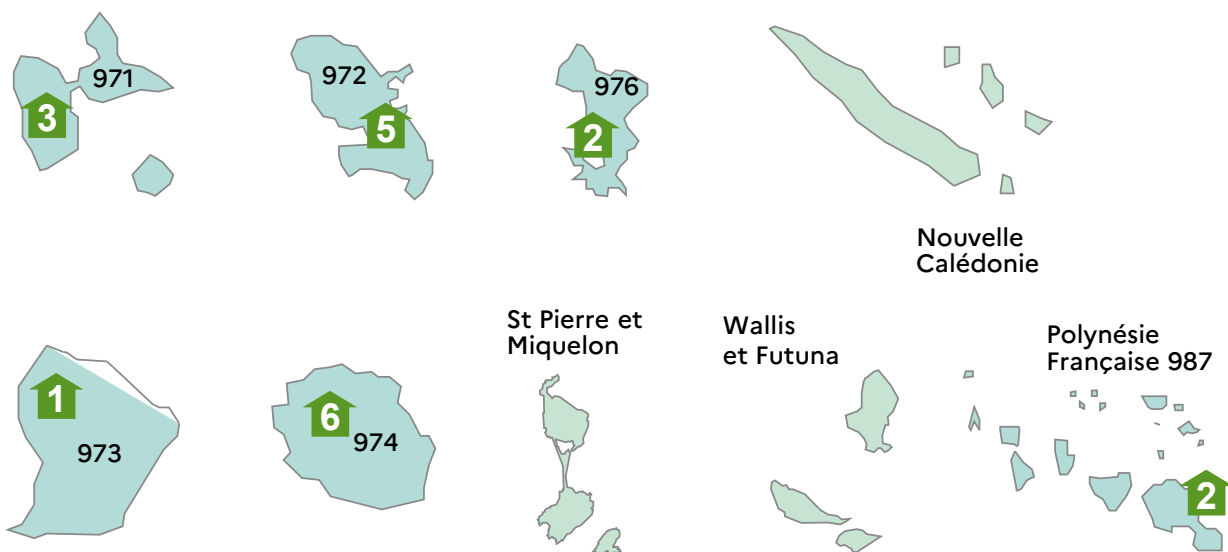 971
3
972
5
976
2
Nouvelle
Calédonie
1
973
6
974
St Pierre et
Miquelon
Wallis
et Futuna
Polynésie
Française 987
2